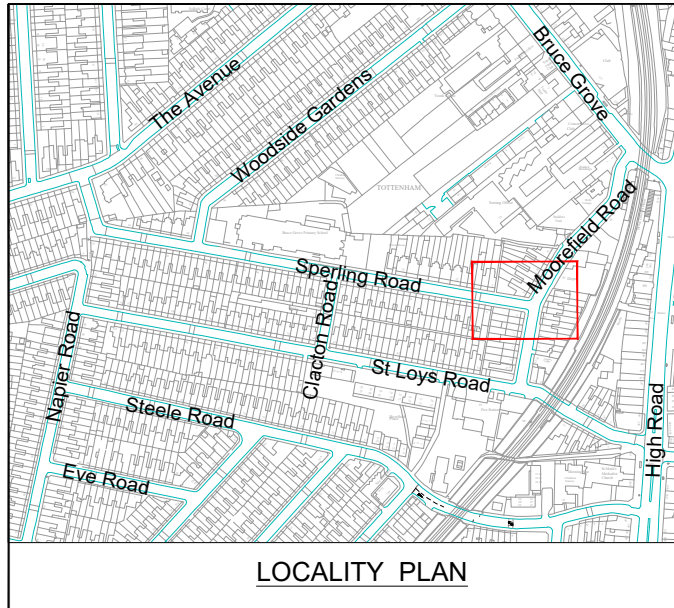 Bruce Grove
The Avenue
Woodside Gardens
TOTTENHAM
Moorefield Road
Sperling Road
Clacton Road
St Loys Road
Napier Road
Steele Road
High Road
Eve Road
LOCALITY PLAN